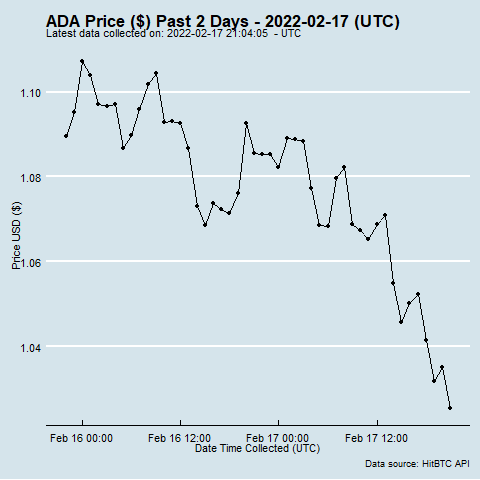 ADA Price ($) Past 2 Days - 2022-02-17 (UTC)
Latest data collected on: 2022-02-17 21:04:05  - UTC
1.10
1.08
1.06
1.04
Price USD ($)
Feb 16 00:00
Feb 16 12:00
Feb 17 00:00
Feb 17 12:00
Date Time Collected (UTC)
Data source: HitBTC API